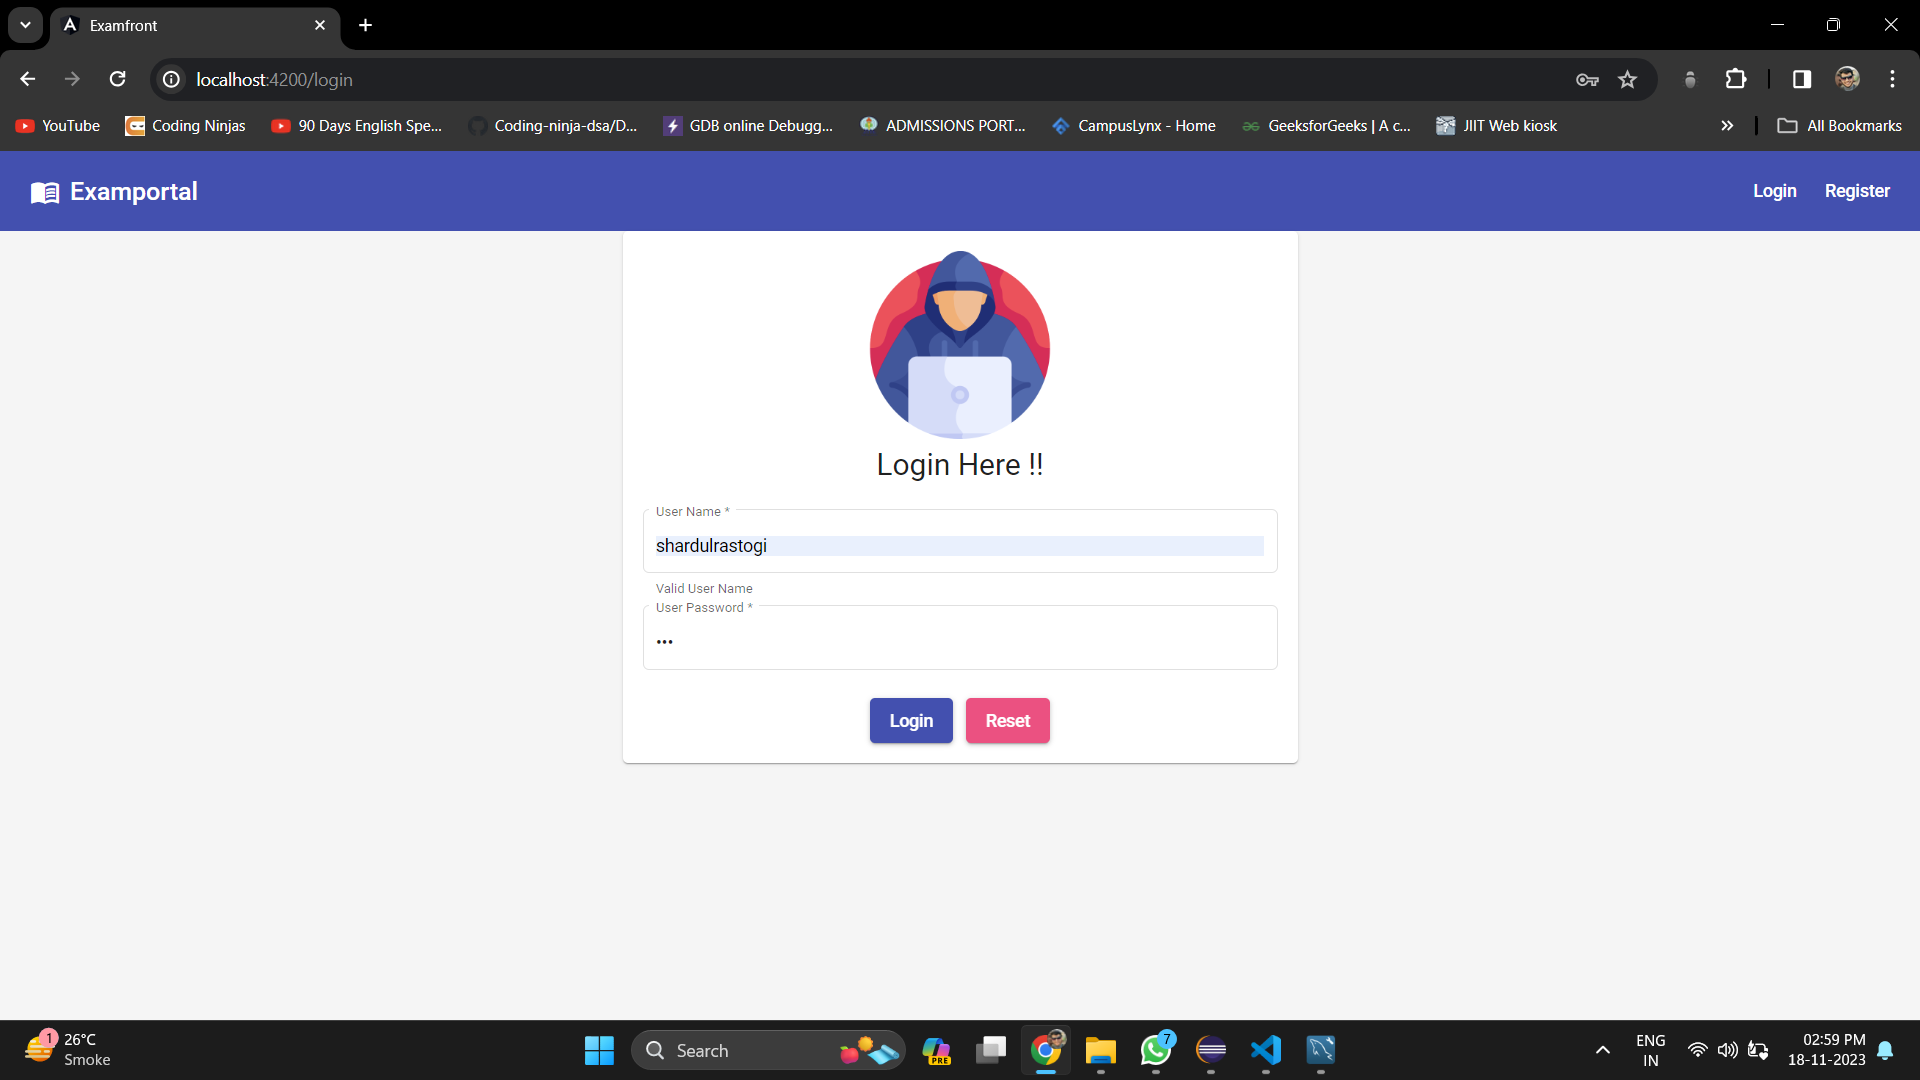 Examfront
localhost:4200/login
YouTube
Coding Ninjas
90 Days English Spe...
Coding-ninja-dsa/D...
GDB online Debugg...
ADMISSIONS PORT...
CampusLynx - Home
GeeksforGeeks | A c...
JIIT Web kiosk
All Bookmarks
Examportal
Login
Register
Login Here !!
User Name *
shardulrastogi
Valid User Name
User Password *
•••
Login Reset
1
26°C
Smoke
Search
PRE
7
ENG
IN
02:59 PM
18-11-2023